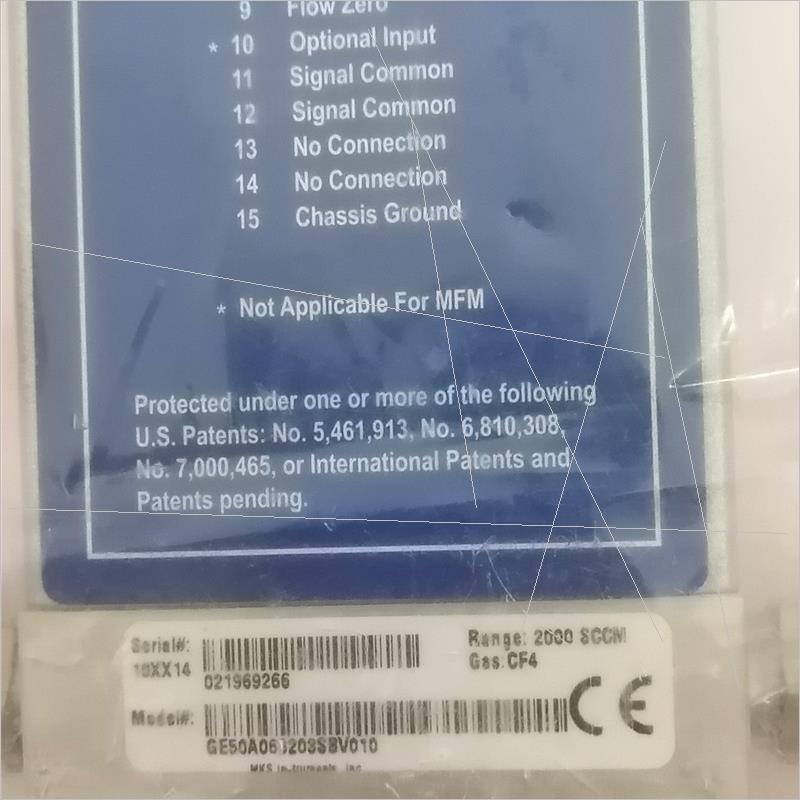 9 Flow Zero
* 10 Optional Input
11 Signal Common
12 Signal Common
13 No Connection
14 No Connection
15 Chassis Ground
* Not Applicable For MFM
Protected under one or more of the following
U.S. Patents: No. 5,461,913, No. 6,810,308,
No. 7,000,465, or International Patents and
Patents pending.
Serial#:
021969266
Range: 2000 SCCM
Gas:CF4
Model#:
CE
MKS Instruments, Inc.